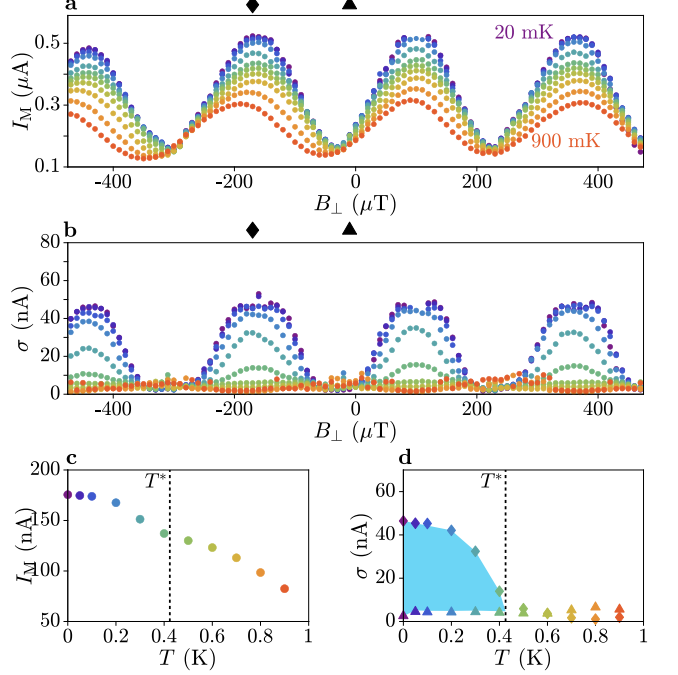 a
20 mK
900 mK
I_M (μA)
0.5
0.3
0.1
-400 -200 0 200 400
B_⊥ (μT)
b
σ (nA)
80
60
40
20
0
-400 -200 0 200 400
B_⊥ (μT)
c
T*
I_M (nA)
200
150
100
50
0 0.2 0.4 0.6 0.8 1
T (K)
d
T*
σ (nA)
60
40
20
0
0 0.2 0.4 0.6 0.8 1
T (K)